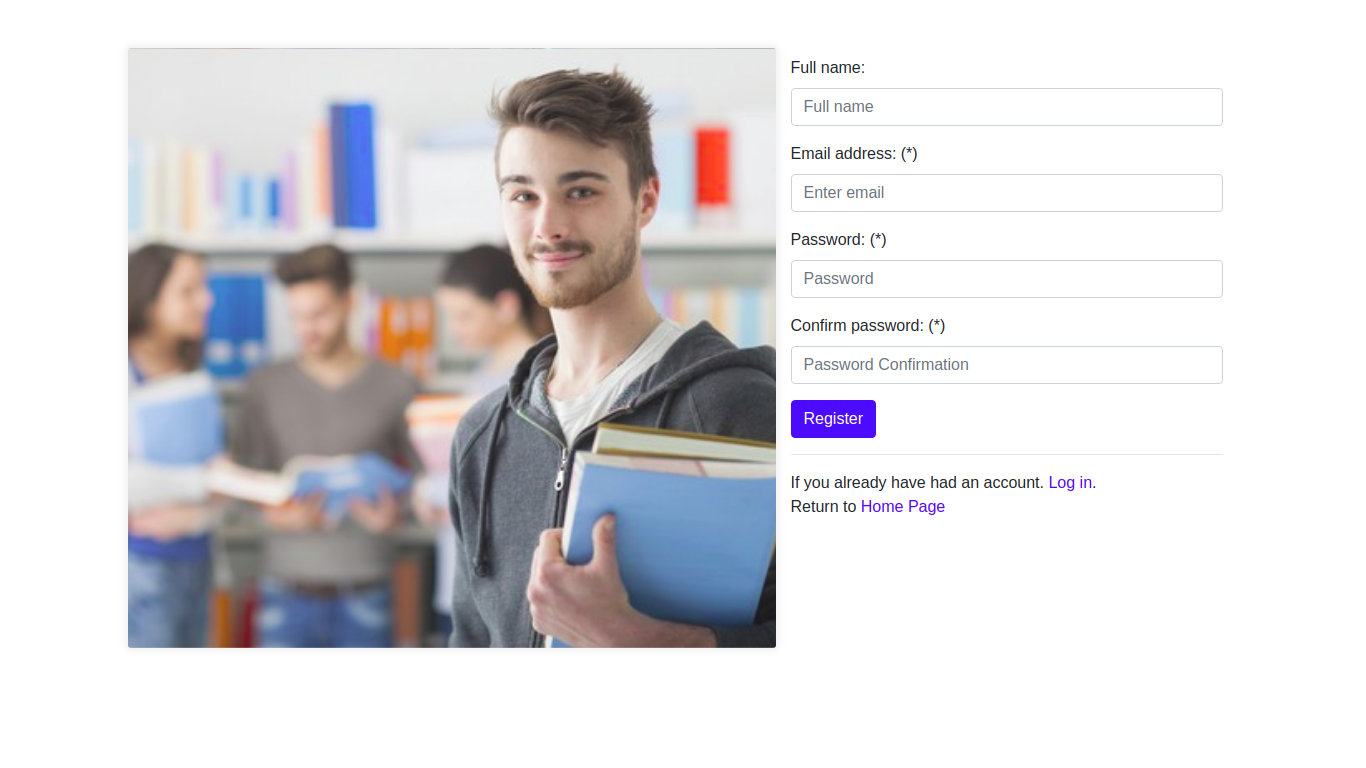 Full name:
Full name
Email address: (*)
Enter email
Password: (*)
Password
Confirm password: (*)
Password Confirmation
Register
If you already have had an account. Log in.
Return to Home Page